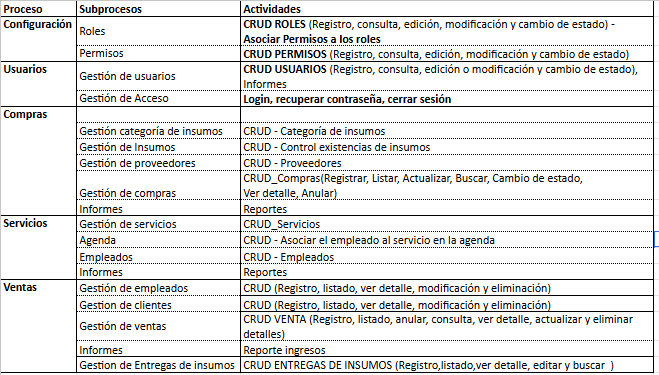 Proceso Subprocesos Actividades
Configuración Roles CRUD ROLES (Registro, consulta, edición, modificación y cambio de estado) -
Asociar Permisos a los roles
Permisos CRUD PERMISOS (Registro, consulta, edición, modificación y cambio de estado)
Usuarios Gestión de usuarios CRUD USUARIOS (Registro, consulta, edición o modificación y cambio de estado),
Informes
Gestión de Acceso Login, recuperar contraseña, cerrar sesión
Compras
Gestión categoría de insumos CRUD - Categoría de insumos
Gestión de Insumos CRUD - Control existencias de insumos
Gestión de proveedores CRUD - Proveedores
CRUD_Compras(Registrar, Listar, Actualizar, Buscar, Cambio de estado,
Gestión de compras Ver detalle, Anular)
Informes Reportes
Servicios Gestión de servicios CRUD_Servicios
Agenda CRUD - Asociar el empleado al servicio en la agenda
Empleados CRUD - Empleados
Informes Reportes
Ventas Gestión de empleados CRUD (Registro, listado, ver detalle, modificación y eliminación)
Gestión de clientes CRUD (Registro, listado, ver detalle, modificación y eliminación)
Gestión de ventas CRUD VENTA (Registro, listado, anular, consulta, ver detalle, actualizar y eliminar
detalles)
Informes Reporte ingresos
Gestion de Entregas de insumos CRUD ENTREGAS DE INSUMOS (Registro,listado,ver detalle, editar y buscar )